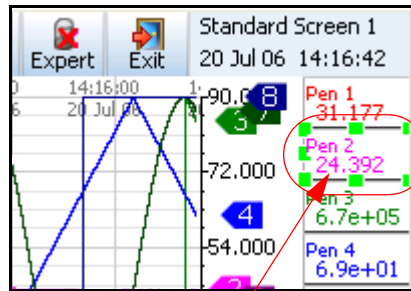 Standard Screen 1
Expert Exit 20 Jul 06 14:16:42
14:16:00
20 Jul 06
90.0
8
3
7
72.000
4
54.000
2
Pen 1
31.177
Pen 2
24.392
Pen 3
6.7e+05
Pen 4
6.9e+01